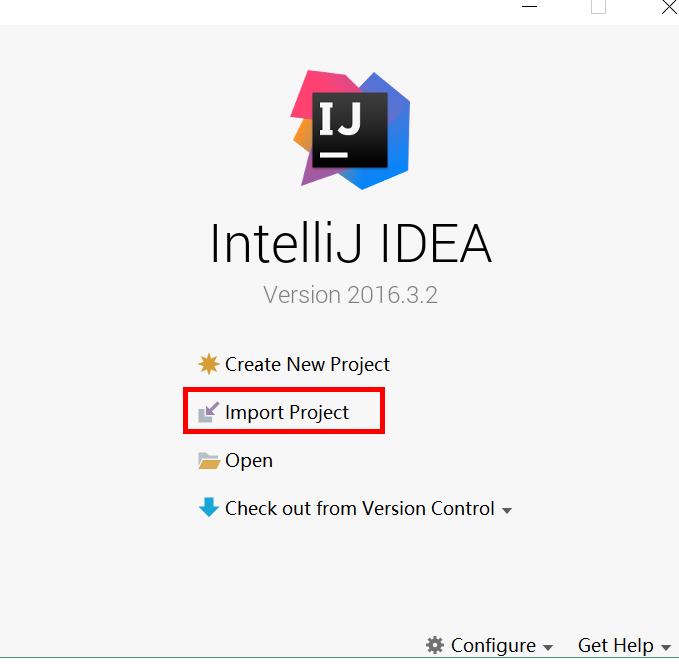 IJ
IntelliJ IDEA
Version 2016.3.2
Create New Project
Import Project
Open
Check out from Version Control
Configure Get Help